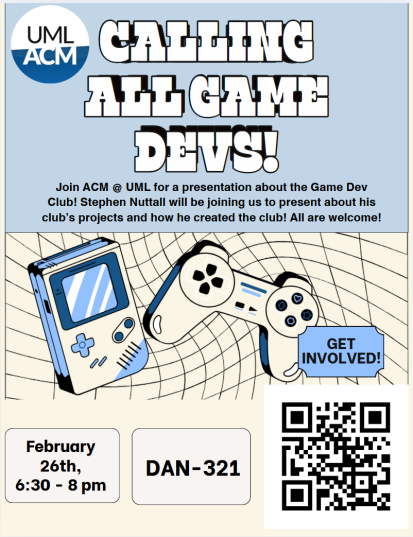 UML
ACM
CALLING
ALL GAME
DEVS!
Join ACM @ UML for a presentation about the Game Dev
Club! Stephen Nuttall will be joining us to present about his
club's projects and how he created the club! All are welcome!
GET
INVOLVED!
February
26th,
6:30 - 8 pm
DAN-321